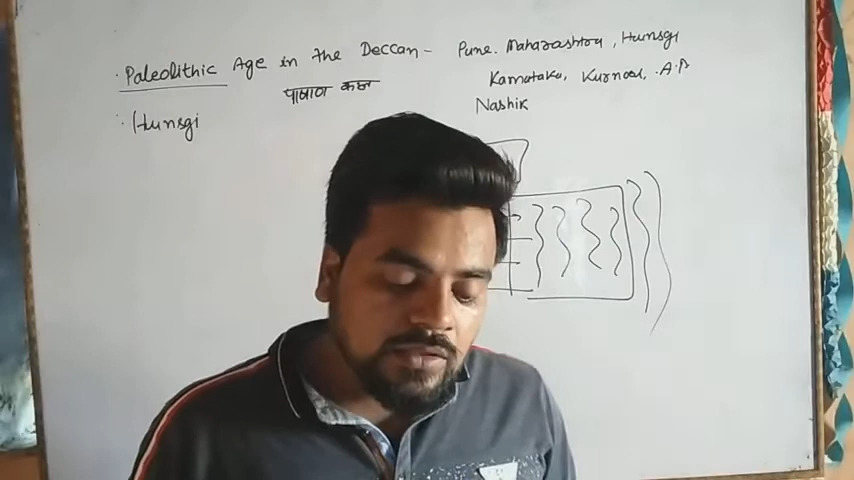 · Paleolithic Age in the Deccan - Pune. Maharashtra, Hunsgi
पाषाण काल Karnataka, Kurnool, A.P
Nashik
· Hunsgi